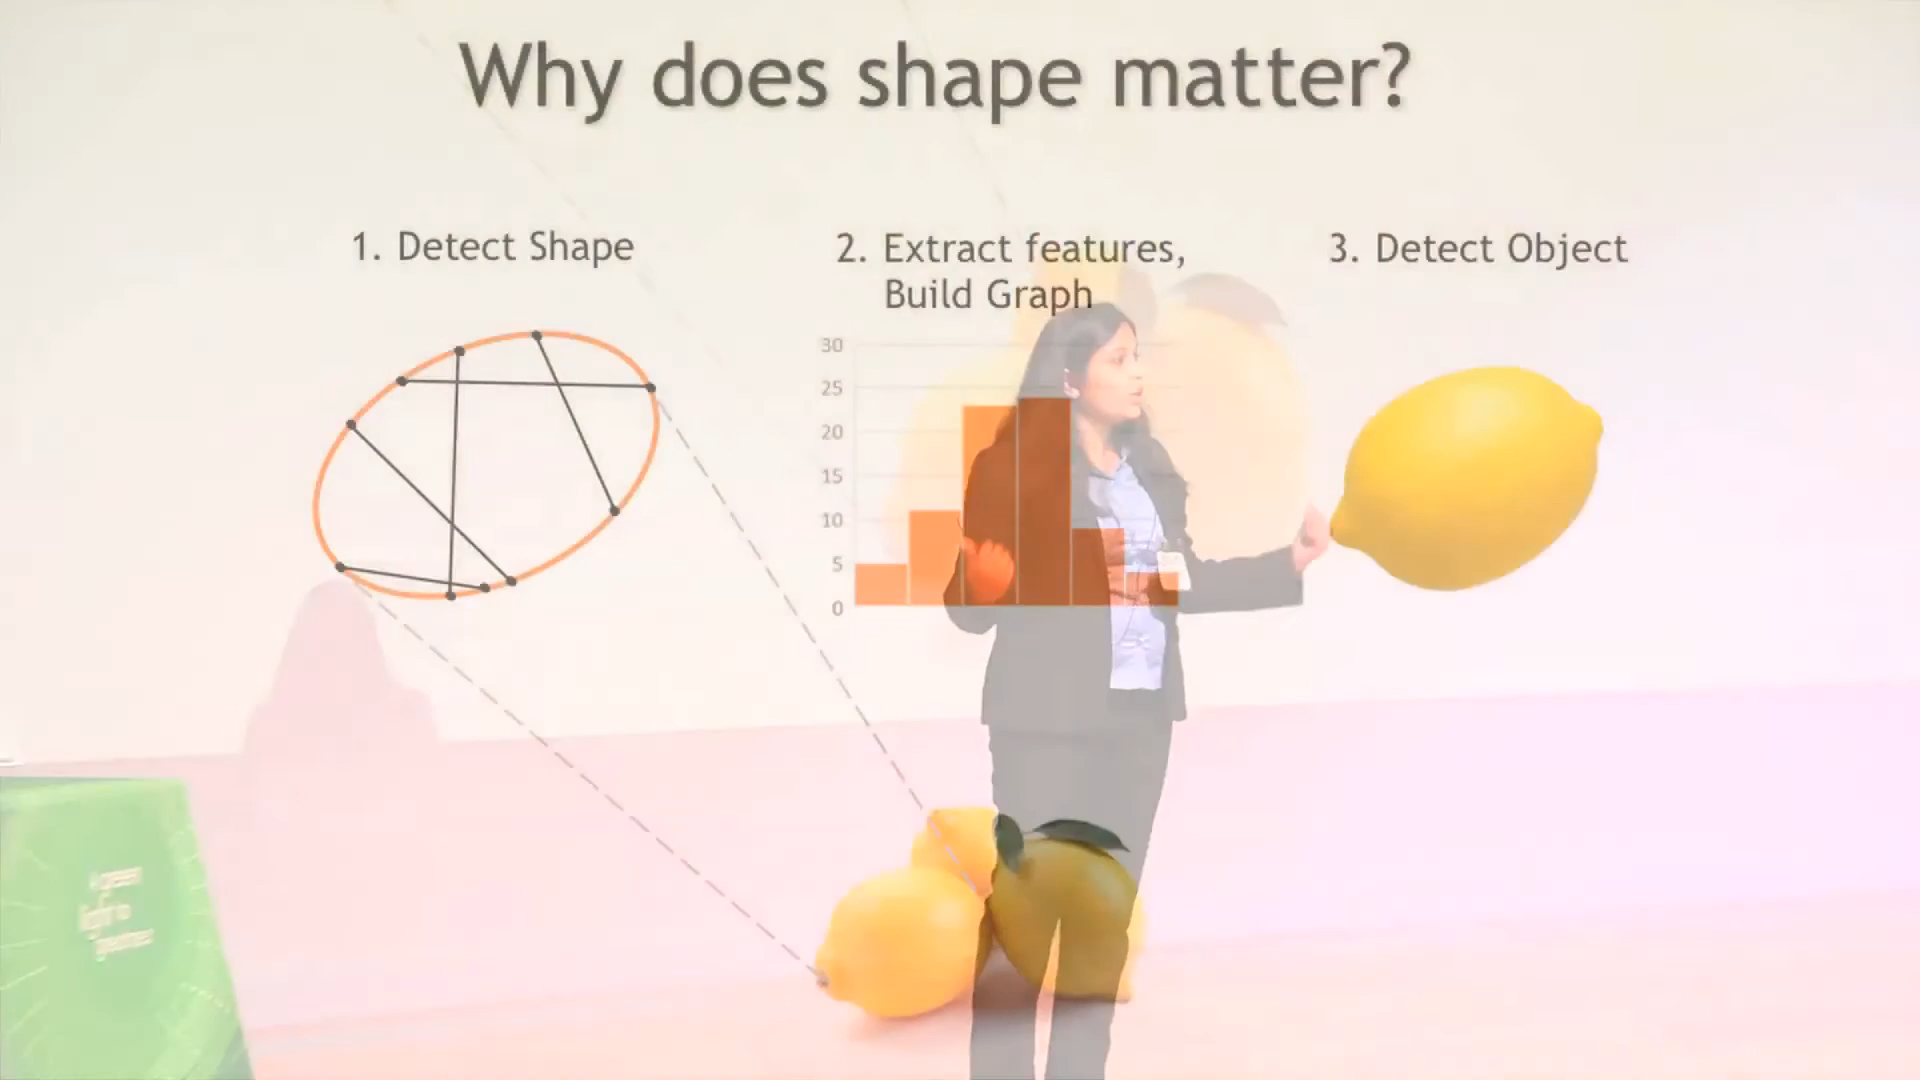 Why does shape matter?
1. Detect Shape
2. Extract features,
Build Graph
3. Detect Object
30
25
20
15
10
5
0